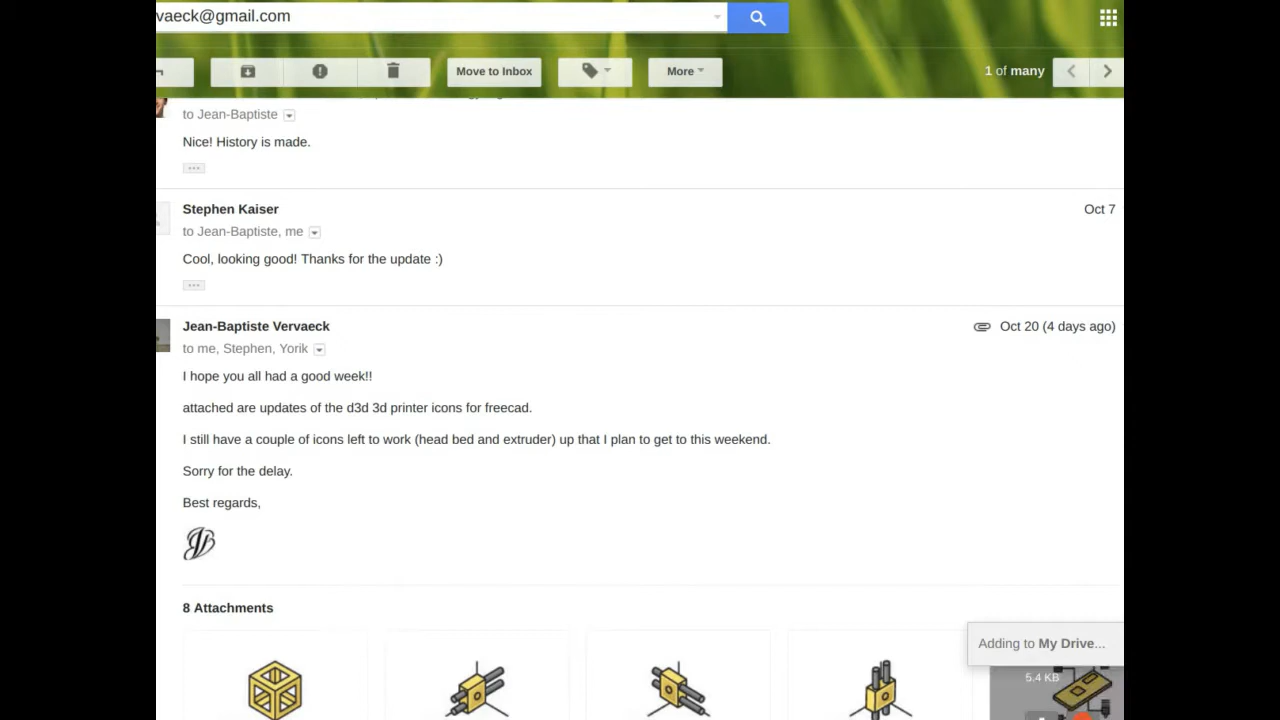 vaeck@gmail.com
Move to Inbox
More
1 of many
to Jean-Baptiste
Nice! History is made.
Stephen Kaiser
Oct 7
to Jean-Baptiste, me
Cool, looking good! Thanks for the update :)
Jean-Baptiste Vervaeck
Oct 20 (4 days ago)
to me, Stephen, Yorik
I hope you all had a good week!!
attached are updates of the d3d 3d printer icons for freecad.
I still have a couple of icons left to work (head bed and extruder) up that I plan to get to this weekend.
Sorry for the delay.
Best regards,
8 Attachments
Adding to My Drive...
5.4 KB